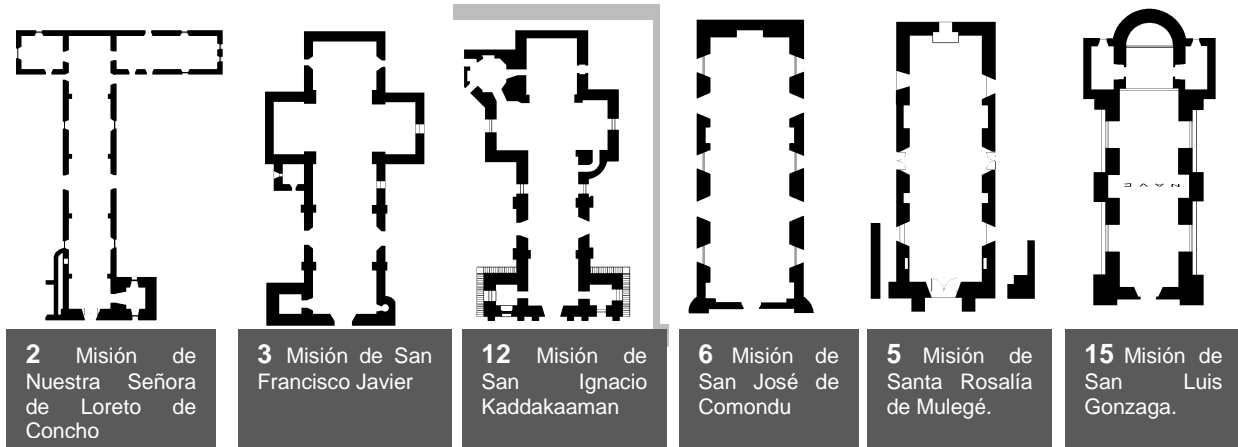 NAVE
2 Misión de
Nuestra Señora
de Loreto de
Concho
3 Misión de San
Francisco Javier
12 Misión de
San Ignacio
Kaddakaaman
6 Misión de
San José de
Comondu
5 Misión de
Santa Rosalía
de Mulegé.
15 Misión de
San Luis
Gonzaga.